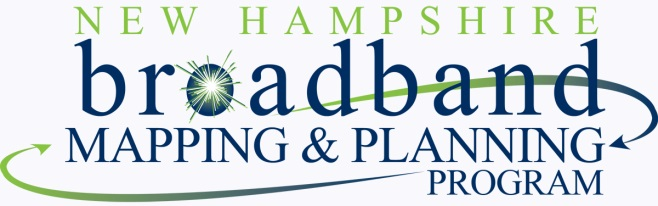 NEW HAMPSHIRE
broadband
MAPPING & PLANNING
PROGRAM